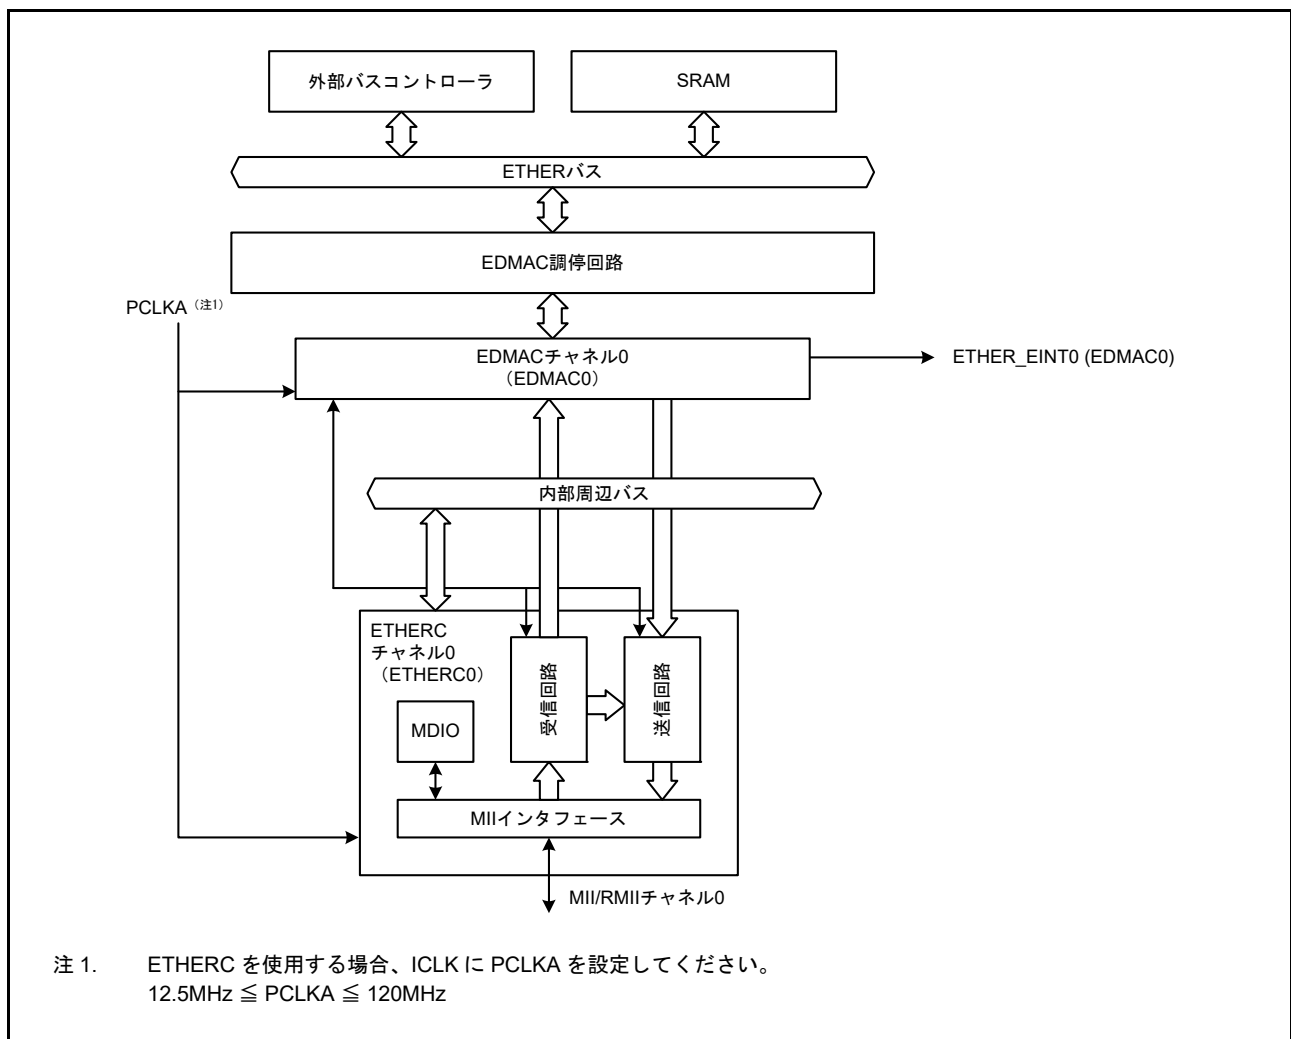 外部バスコントローラ
SRAM
ETHERバス
EDMAC調停回路
PCLKA（注1）
EDMACチャネル0
（EDMAC0）
ETHER_EINT0 (EDMAC0)
内部周辺バス
ETHERC
チャネル0
（ETHERC0）
受信回路
送信回路
MDIO
MIIインタフェース
MII/RMIIチャネル0
注 1. ETHERC を使用する場合、ICLK に PCLKA を設定してください。
12.5MHz ≦ PCLKA ≦ 120MHz